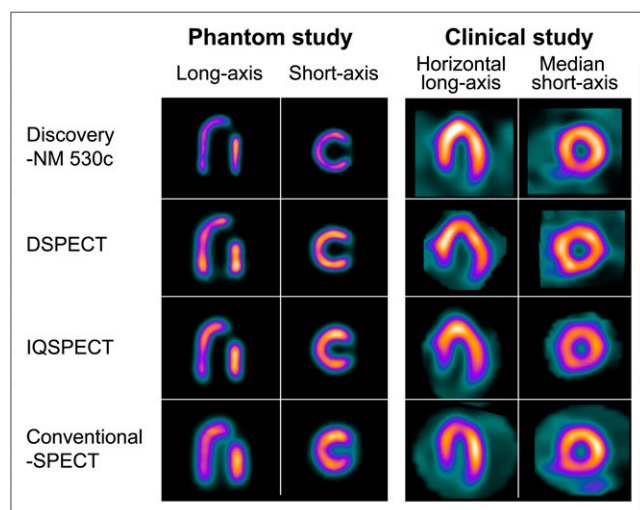 Phantom study
Clinical study
Long-axis
Short-axis
Horizontal
long-axis
Median
short-axis
Discovery
-NM 530c
DSPECT
IQSPECT
Conventional
-SPECT